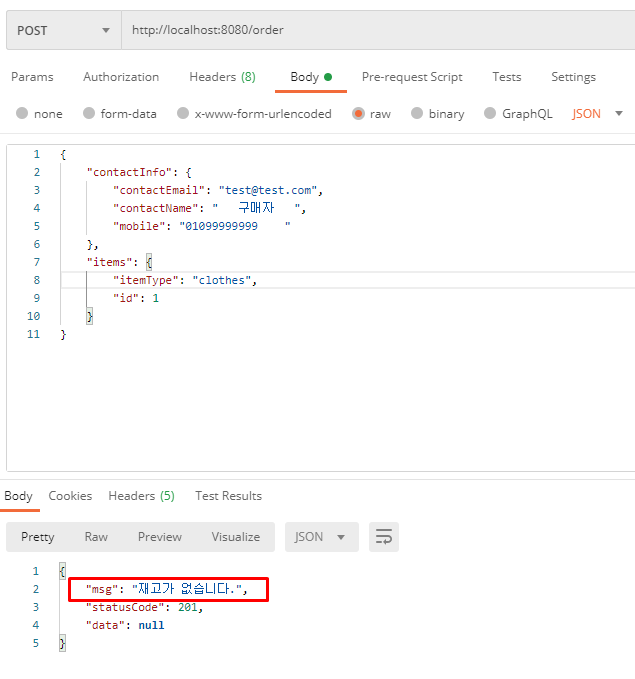 POST http://localhost:8080/order
Params Authorization Headers (8) Body Pre-request Script Tests Settings
none form-data x-www-form-urlencoded raw binary GraphQL JSON
1 {
2 "contactInfo": {
3 "contactEmail": "test@test.com",
4 "contactName": "   구매자   ",
5 "mobile": "01099999999    "
6 },
7 "items": {
8 "itemType": "clothes",
9 "id": 1
10 }
11 }
Body Cookies Headers (5) Test Results
Pretty Raw Preview Visualize JSON
1 {
2 "msg": "재고가 없습니다.",
3 "statusCode": 201,
4 "data": null
5 }